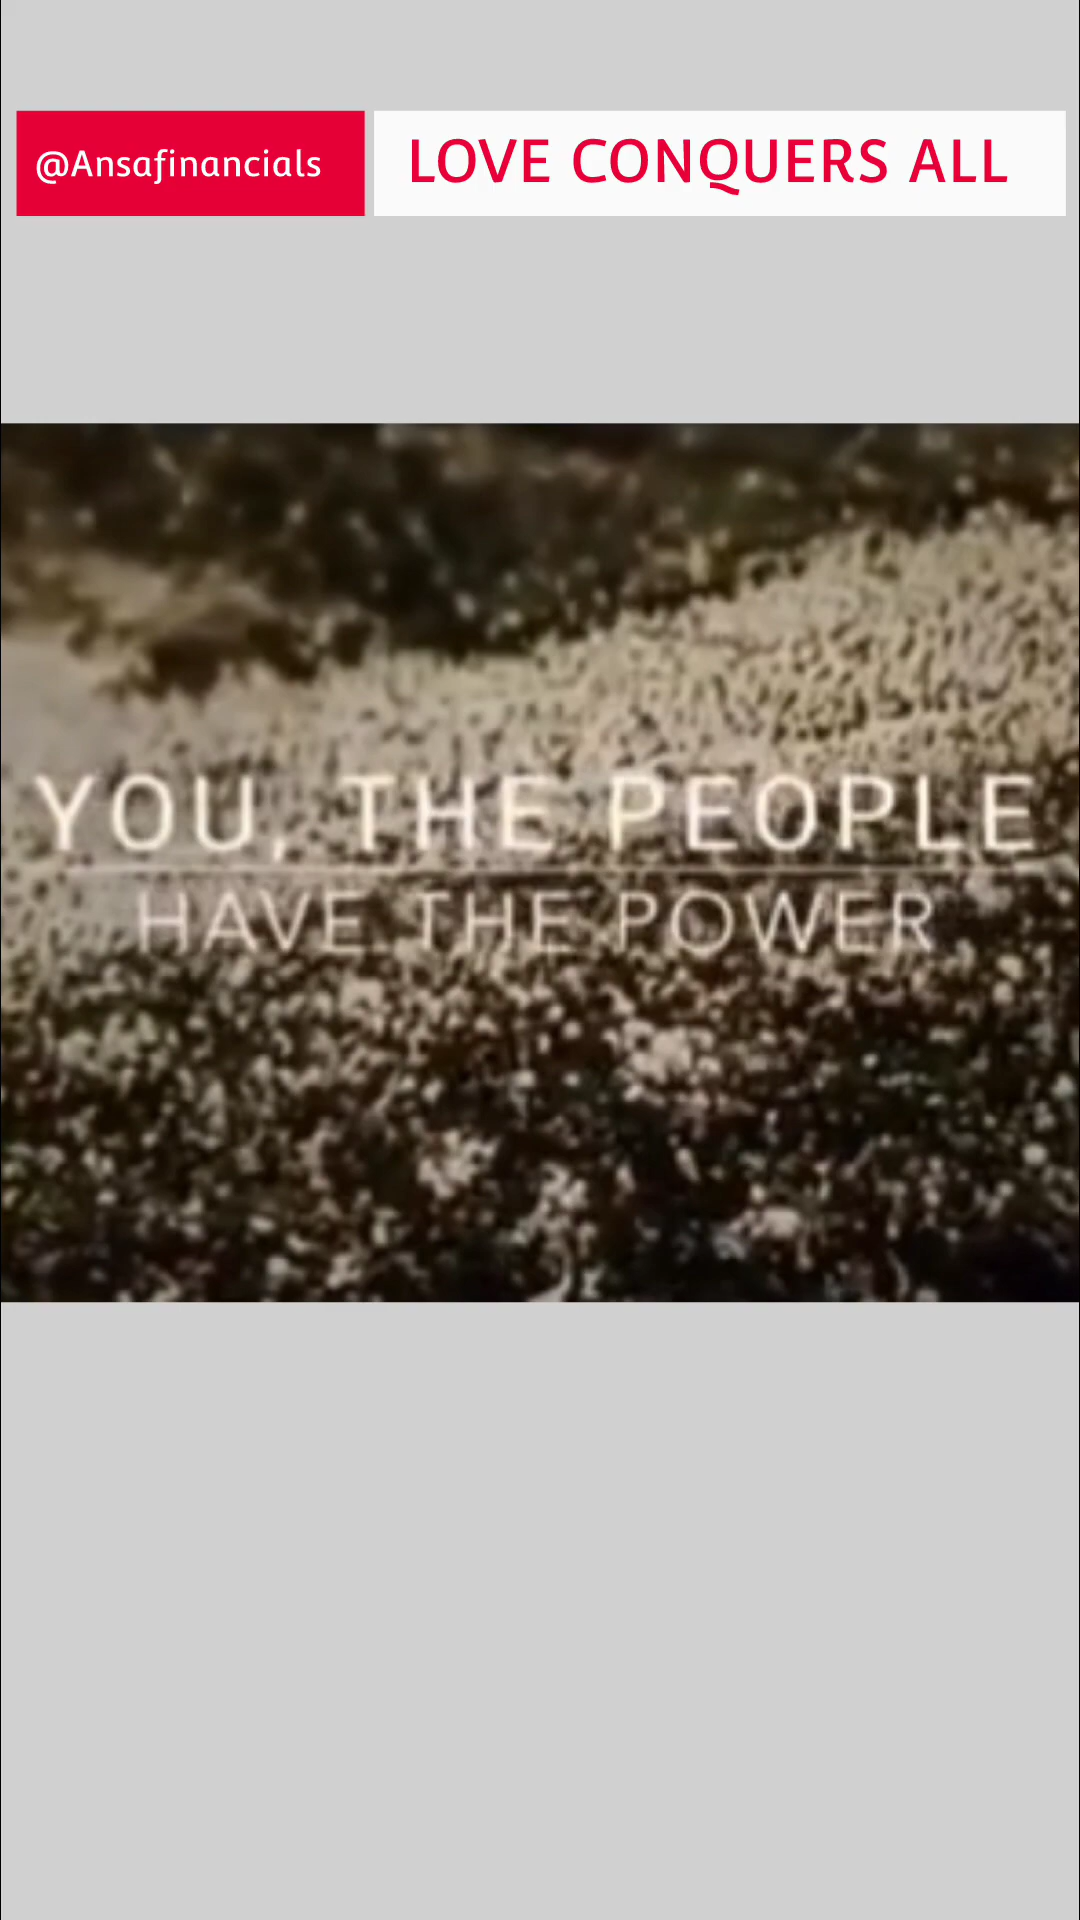 @Ansafinancials
LOVE CONQUERS ALL
YOU, THE PEOPLE
HAVE THE POWER